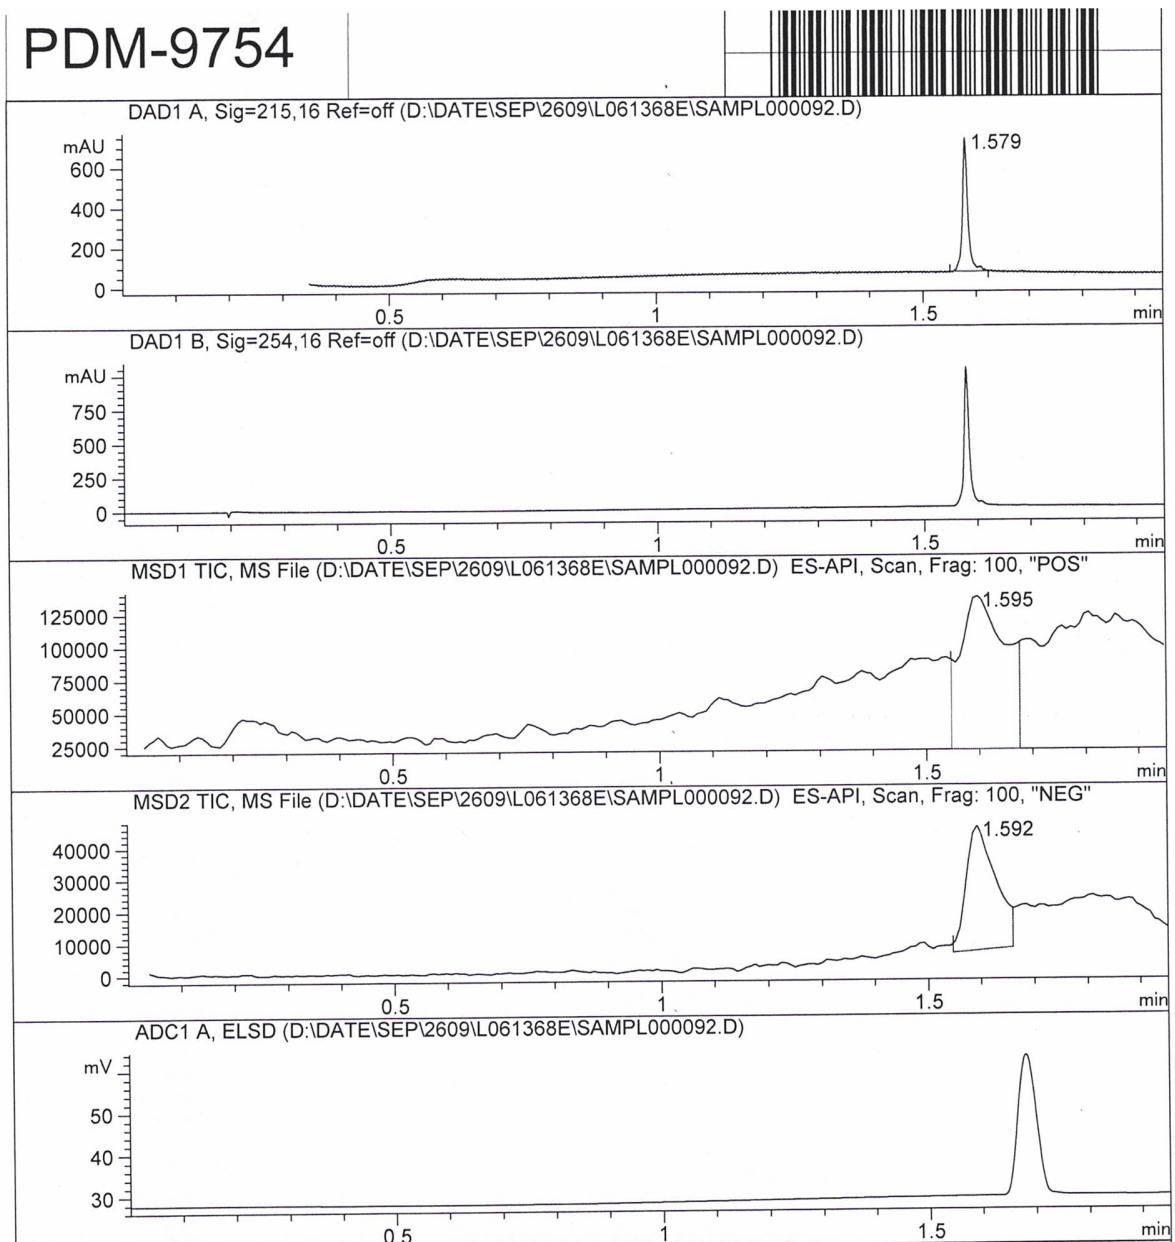 PDM-9754
DAD1 A, Sig=215,16 Ref=off (D:\DATE\SEP\2609\L061368E\SAMPL000092.D)
mAU
600
400
200
0
1.579
0.5
1
1.5
min
DAD1 B, Sig=254,16 Ref=off (D:\DATE\SEP\2609\L061368E\SAMPL000092.D)
mAU
750
500
250
0
0.5
1
1.5
min
MSD1 TIC, MS File (D:\DATE\SEP\2609\L061368E\SAMPL000092.D) ES-API, Scan, Frag: 100, "POS"
125000
100000
75000
50000
25000
1.595
0.5
1
1.5
min
MSD2 TIC, MS File (D:\DATE\SEP\2609\L061368E\SAMPL000092.D) ES-API, Scan, Frag: 100, "NEG"
40000
30000
20000
10000
0
1.592
0.5
1
1.5
min
ADC1 A, ELSD (D:\DATE\SEP\2609\L061368E\SAMPL000092.D)
mV
50
40
30
0.5
1
1.5
min